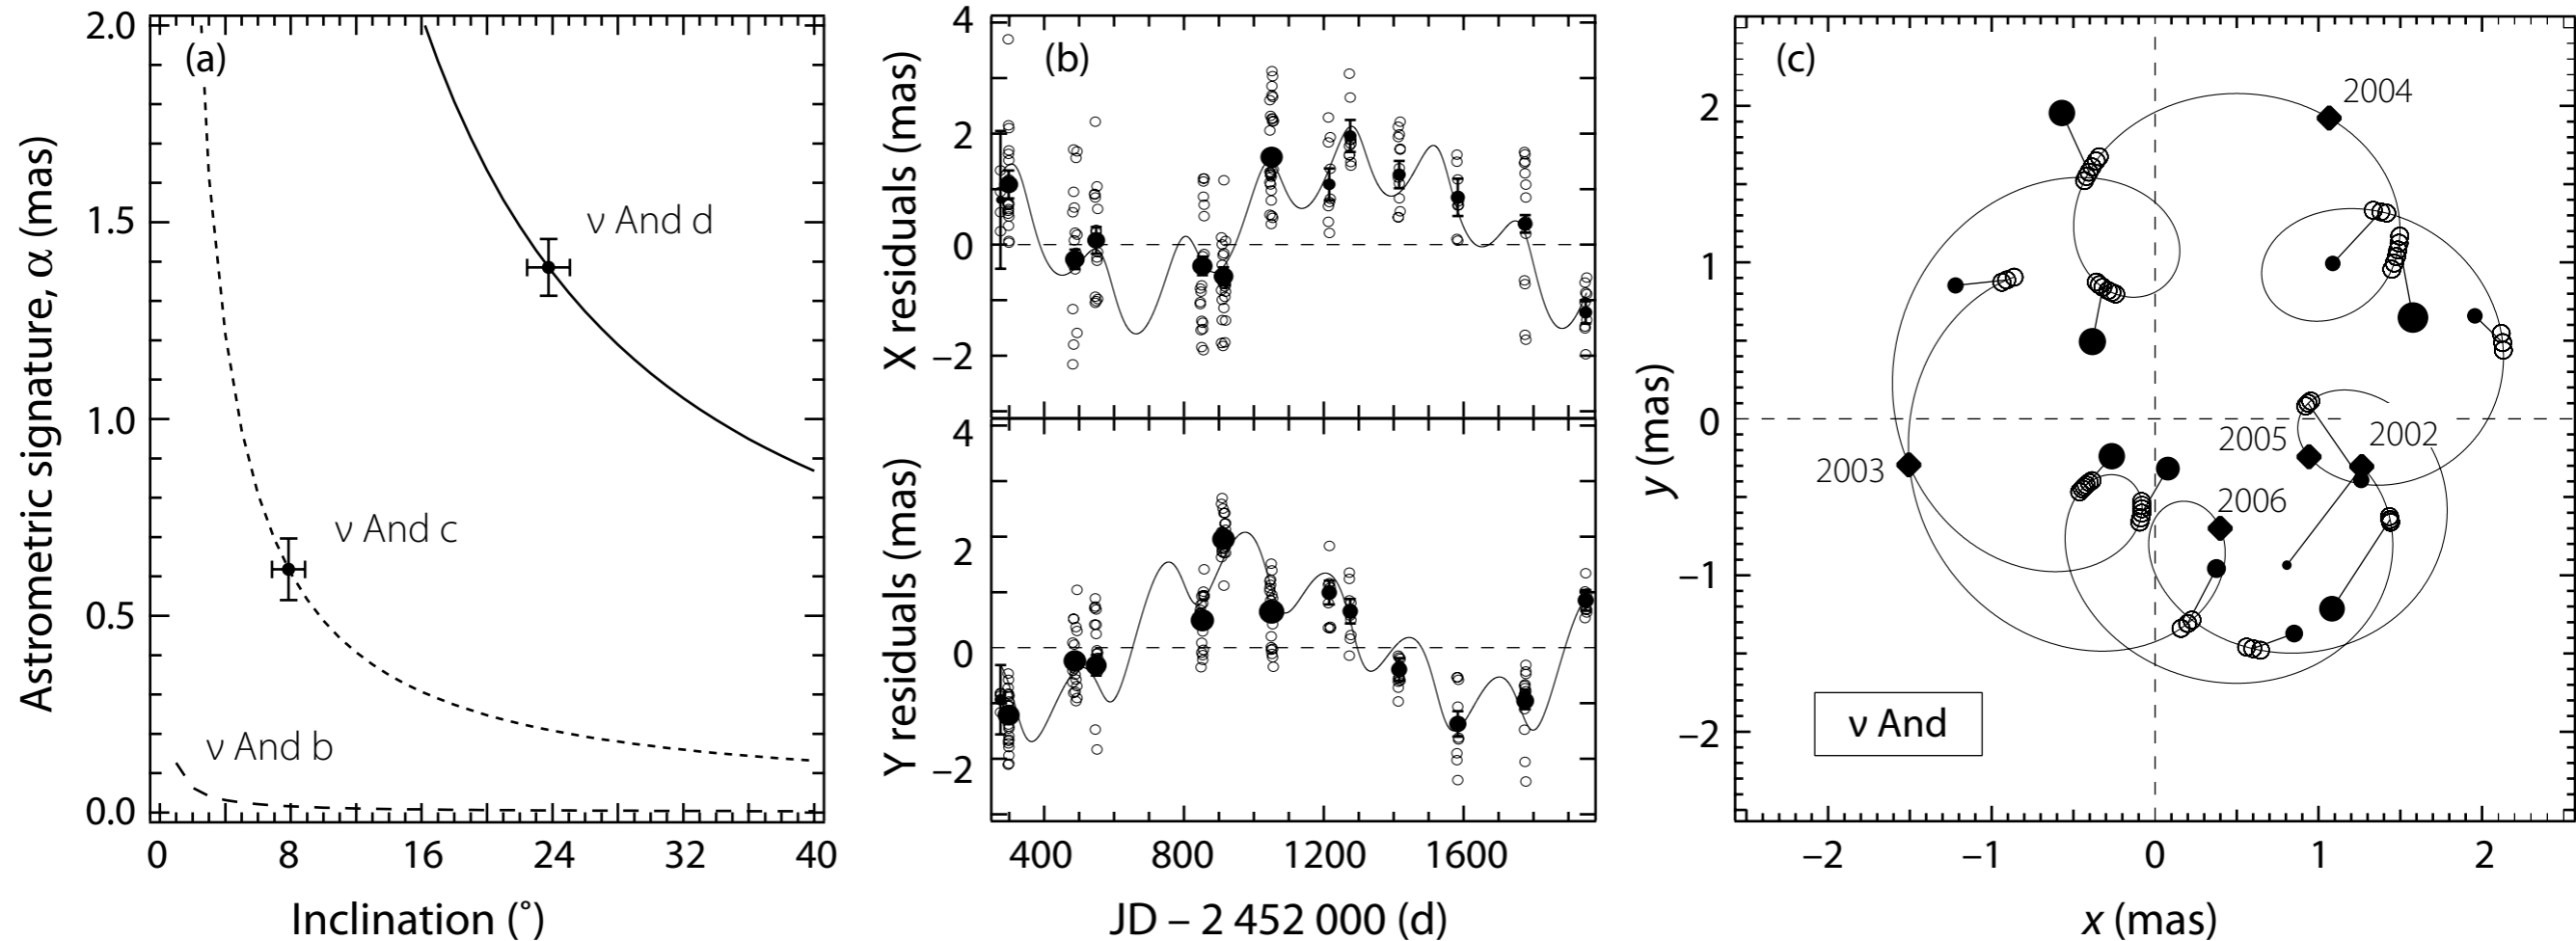 (a)
Astrometric signature, α (mas)
2.0
1.5
1.0
0.5
0.0
ν And d
ν And c
ν And b
0 8 16 24 32 40
Inclination (°)
(b)
X residuals (mas)
4
2
0
−2
Y residuals (mas)
4
2
0
−2
400 800 1200 1600
JD – 2 452 000 (d)
(c)
y (mas)
2
1
0
−1
−2
2004
2005
2002
2003
2006
ν And
−2 −1 0 1 2
x (mas)